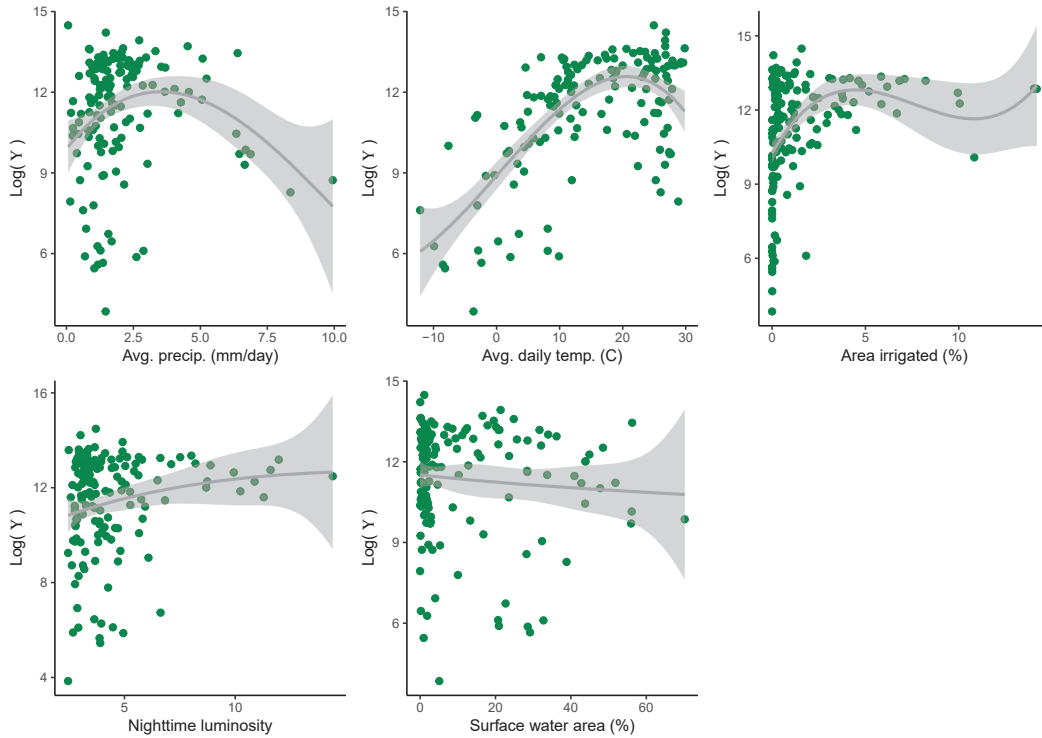 15
12
9
6
Log( Y )
0.0 2.5 5.0 7.5 10.0
Avg. precip. (mm/day)
15
12
9
6
Log( Y )
−10 0 10 20 30
Avg. daily temp. (C)
15
12
9
6
Log( Y )
0 5 10
Area irrigated (%)
16
12
8
4
Log( Y )
5 10
Nighttime luminosity
15
12
9
6
Log( Y )
0 20 40 60
Surface water area (%)